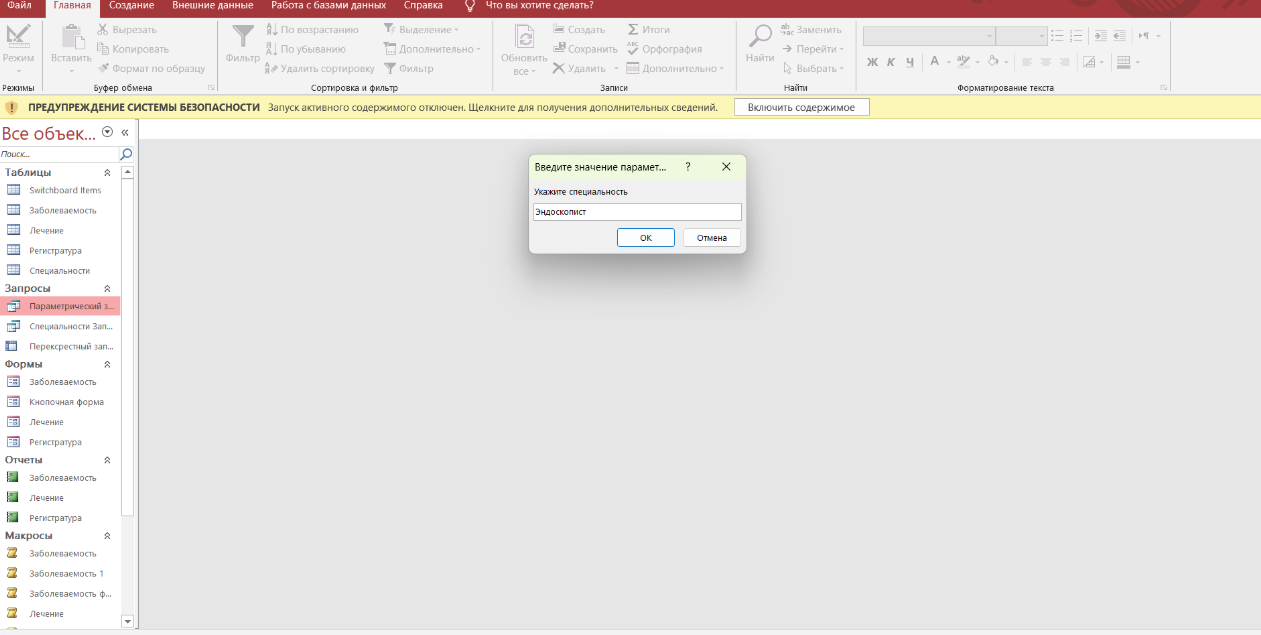 Файл Главная Создание Внешние данные Работа с базами данных Справка Что вы хотите сделать?
Режим
Режимы
Вставить
Вырезать
Копировать
Формат по образцу
Буфер обмена
Фильтр
По возрастанию
По убыванию
Удалить сортировку
Выделение
Дополнительно
Фильтр
Сортировка и фильтр
Обновить
все
Создать
Сохранить
Удалить
Итоги
Орфография
Дополнительно
Записи
Найти
Заменить
Перейти
Выбрать
Найти
Ж К Ч А
Форматирование текста
ПРЕДУПРЕЖДЕНИЕ СИСТЕМЫ БЕЗОПАСНОСТИ Запуск активного содержимого отключен. Щелкните для получения дополнительных сведений. Включить содержимое
Все объек... «
Поиск...
Таблицы
Switchboard Items
Заболеваемость
Лечение
Регистратура
Специальности
Запросы
Параметрический з...
Специальности Зап...
Перексрестный зап...
Формы
Заболеваемость
Кнопочная форма
Лечение
Регистратура
Отчеты
Заболеваемость
Лечение
Регистратура
Макросы
Заболеваемость
Заболеваемость 1
Заболеваемость ф...
Лечение
Введите значение парамет... ?
Укажите специальность
Эндоскопист
ОК Отмена